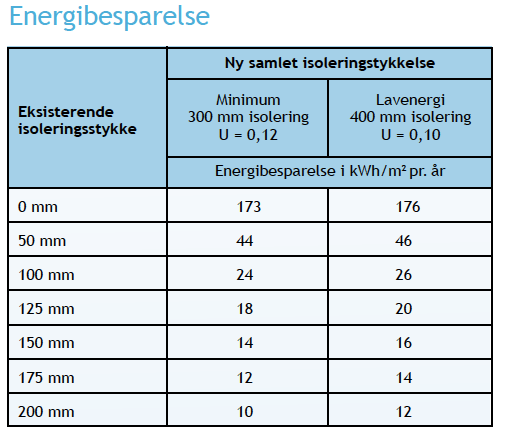 Energibesparelse
Ny samlet isoleringstykkelse
Eksisterende
isoleringsstykke
Minimum
300 mm isolering
U = 0,12
Lavenergi
400 mm isolering
U = 0,10
Energibesparelse i kWh/m² pr. år
0 mm 173 176
50 mm 44 46
100 mm 24 26
125 mm 18 20
150 mm 14 16
175 mm 12 14
200 mm 10 12